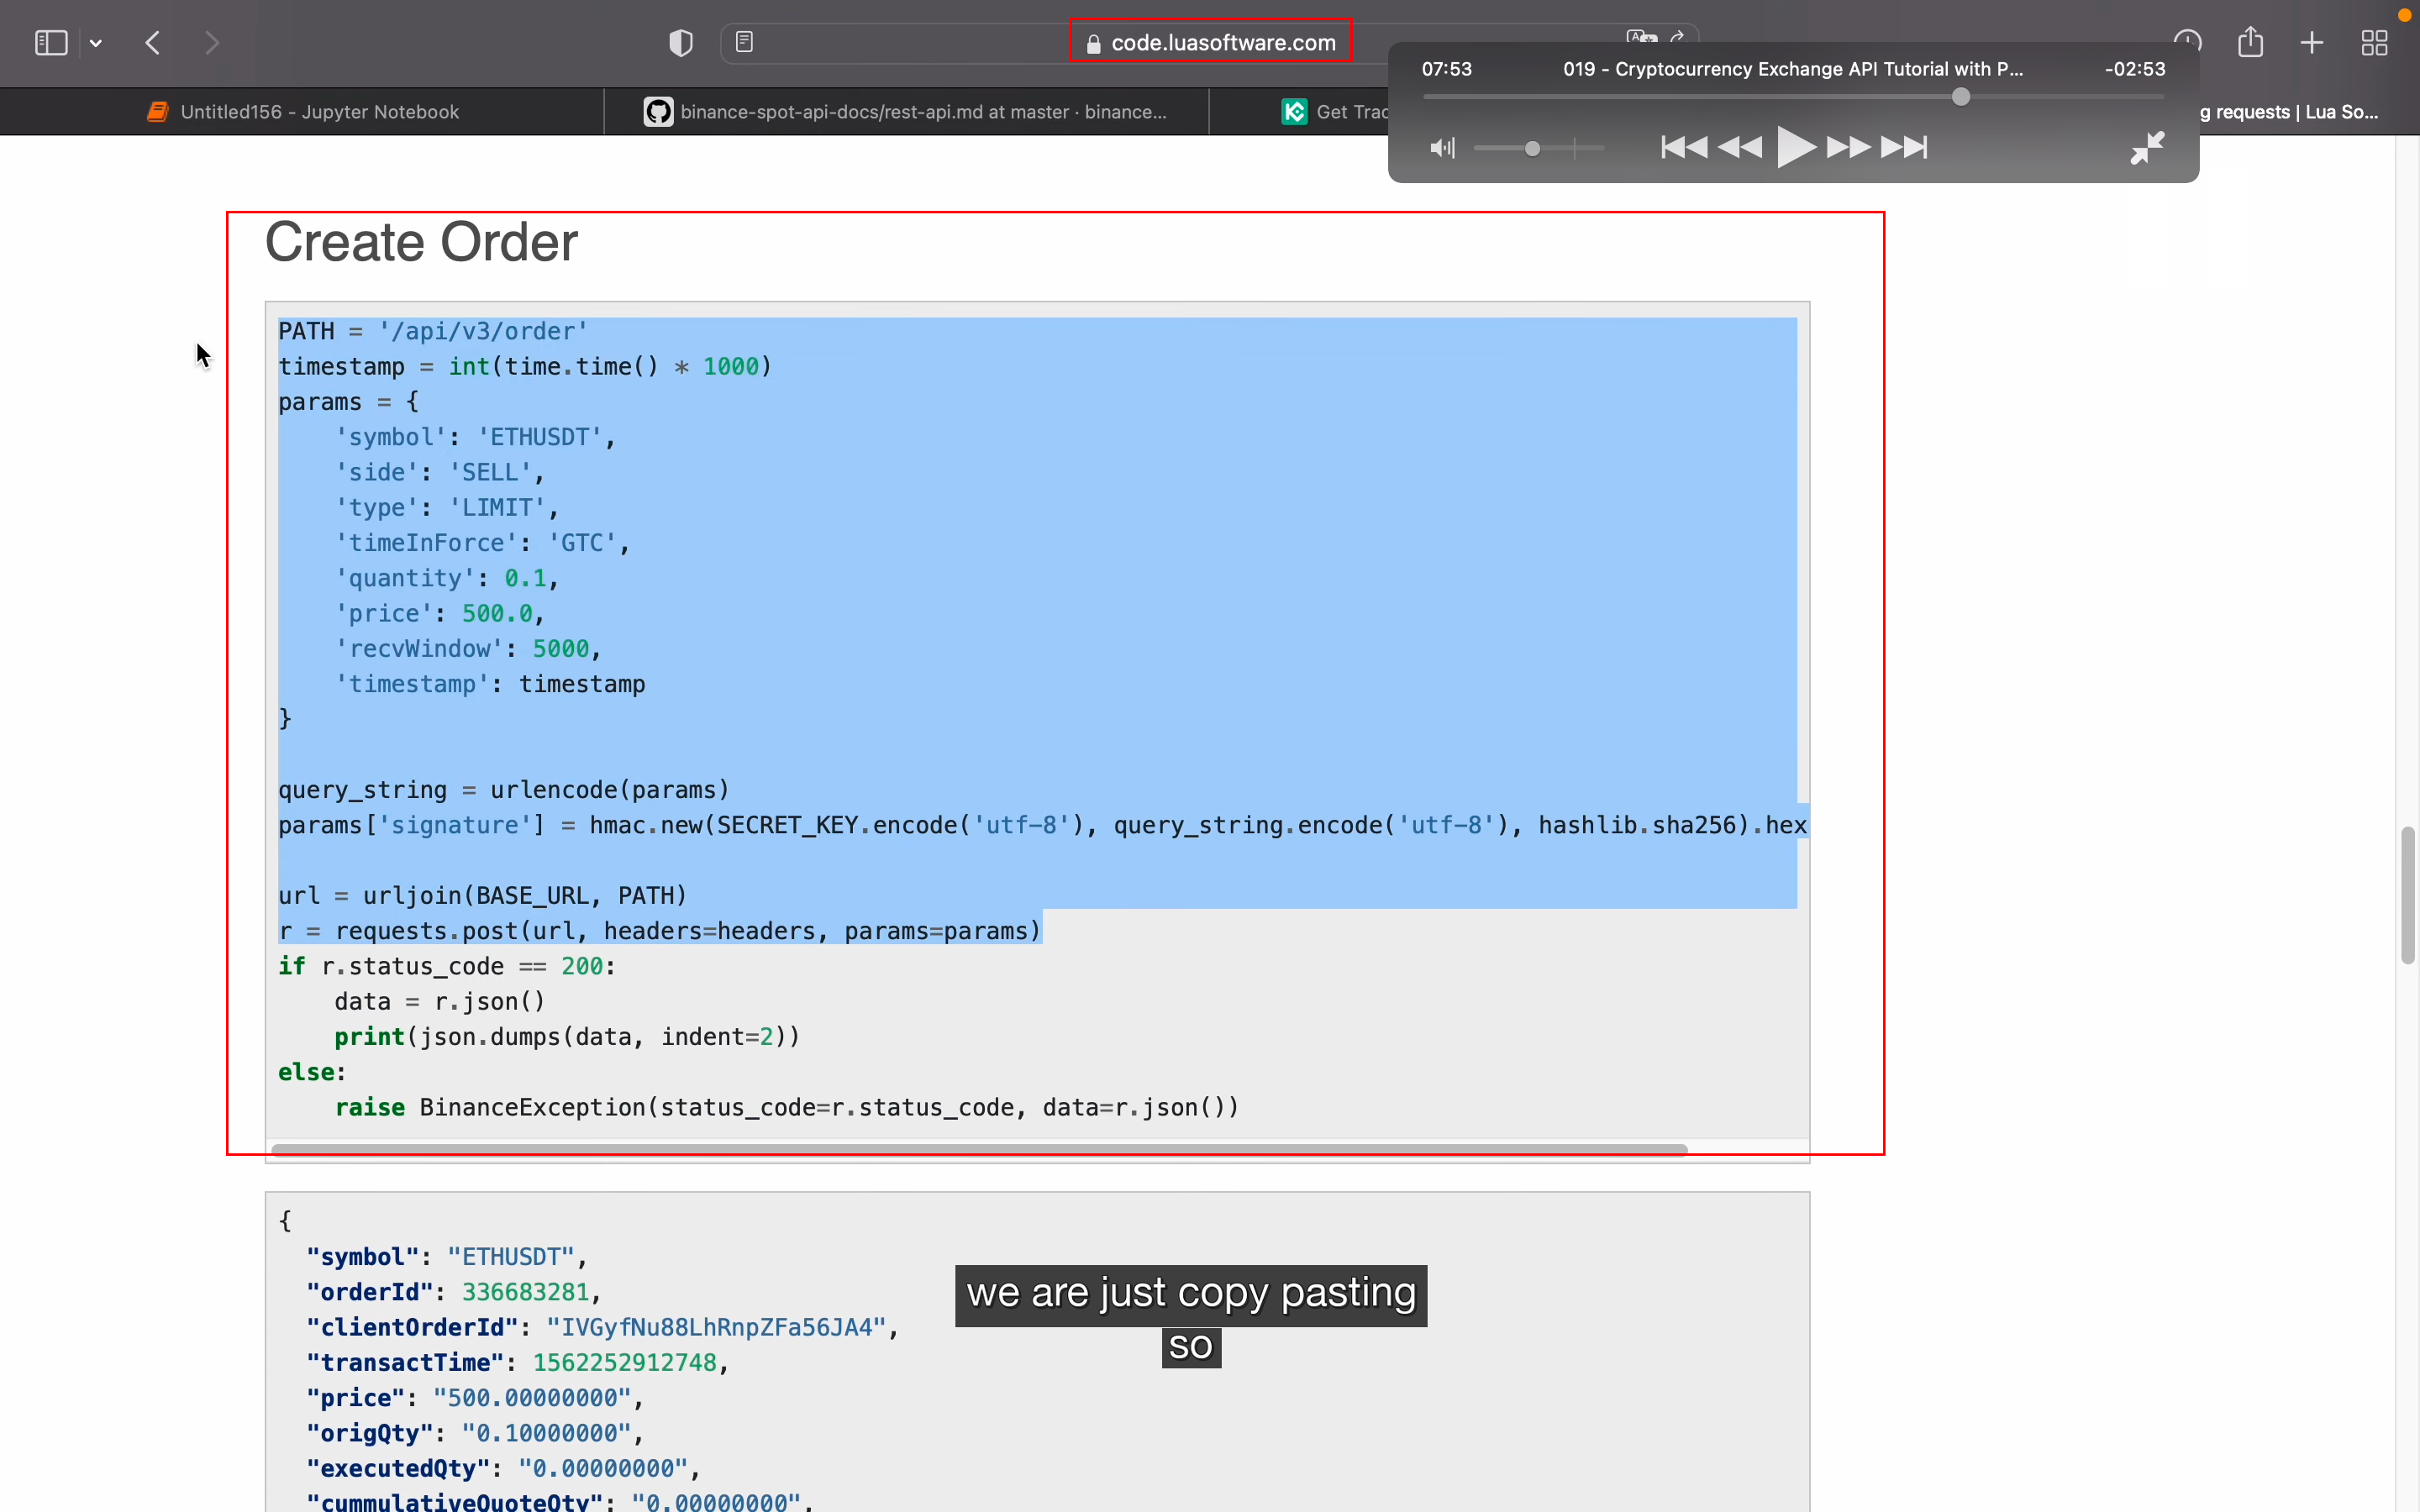 code.luasoftware.com
07:53
019 - Cryptocurrency Exchange API Tutorial with P...
-02:53
Untitled156 - Jupyter Notebook
binance-spot-api-docs/rest-api.md at master · binance...
Get Trad
g requests | Lua So...
Create Order
PATH = '/api/v3/order'
timestamp = int(time.time() * 1000)
params = {
'symbol': 'ETHUSDT',
'side': 'SELL',
'type': 'LIMIT',
'timeInForce': 'GTC',
'quantity': 0.1,
'price': 500.0,
'recvWindow': 5000,
'timestamp': timestamp
}
query_string = urlencode(params)
params['signature'] = hmac.new(SECRET_KEY.encode('utf-8'), query_string.encode('utf-8'), hashlib.sha256).hex
url = urljoin(BASE_URL, PATH)
r = requests.post(url, headers=headers, params=params)
if r.status_code == 200:
data = r.json()
print(json.dumps(data, indent=2))
else:
raise BinanceException(status_code=r.status_code, data=r.json())
{
"symbol": "ETHUSDT",
"orderId": 336683281,
"clientOrderId": "IVGyfNu88LhRnpZFa56JA4",
"transactTime": 1562252912748,
"price": "500.00000000",
"origQty": "0.10000000",
"executedQty": "0.00000000",
"cummulativeQuoteQty": "0.00000000",
we are just copy pasting
so